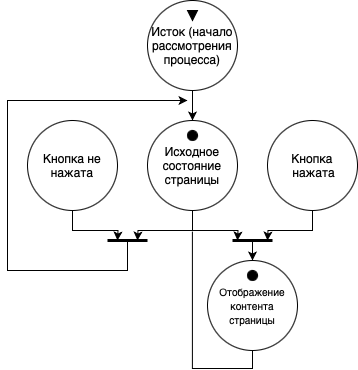 Исток (начало
рассмотрения
процесса)
Кнопка не
нажата
Исходное
состояние
страницы
Кнопка
нажата
Отображение
контента
страницы